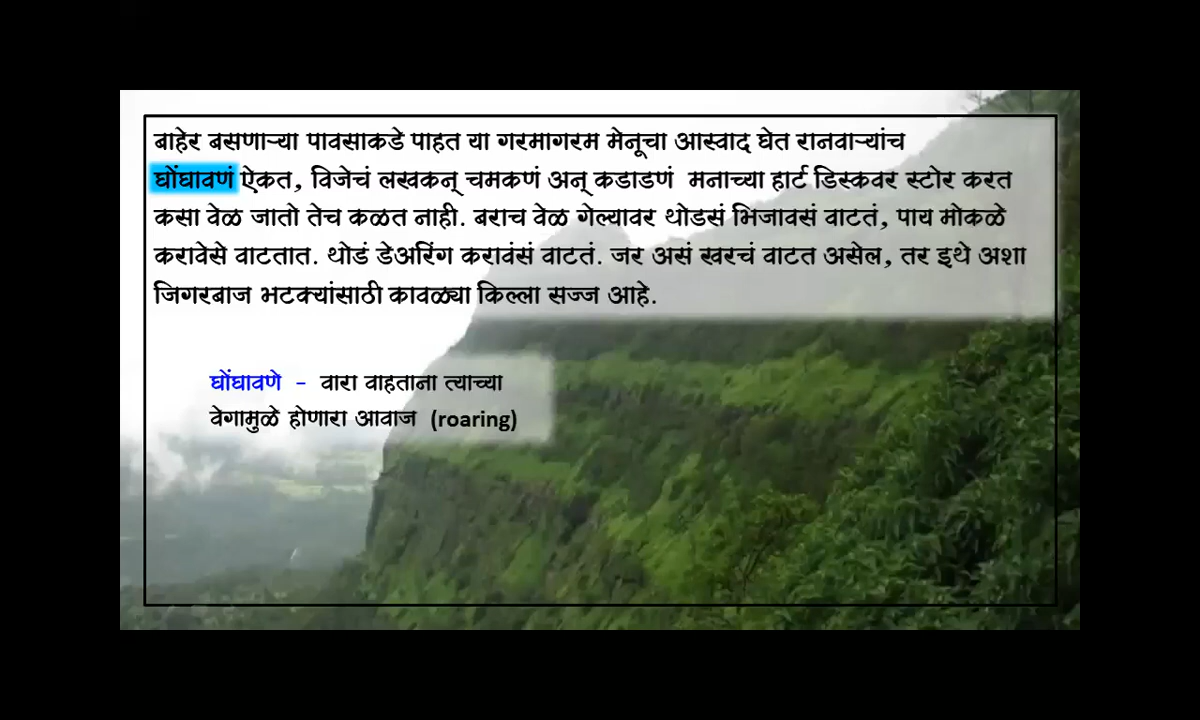 बाहेर बसणाऱ्या पावसाकडे पाहत या गरमागरम मेनूचा आस्वाद घेत रानवाऱ्यांच
घोंघावणं ऐकत, विजेचं लखकन् चमकणं अन् कडाडणं मनाच्या हार्ट डिस्कवर स्टोर करत
कसा वेळ जातो तेच कळत नाही. बराच वेळ गेल्यावर थोडसं भिजावसं वाटतं, पाय मोकळे
करावेसे वाटतात. थोडं डेअरिंग करावंसं वाटतं. जर असं खरचं वाटत असेल, तर इथे अशा
जिगरबाज भटक्यांसाठी कावळ्या किल्ला सज्ज आहे.
घोंघावणे - वारा वाहताना त्याच्या
वेगामुळे होणारा आवाज (roaring)